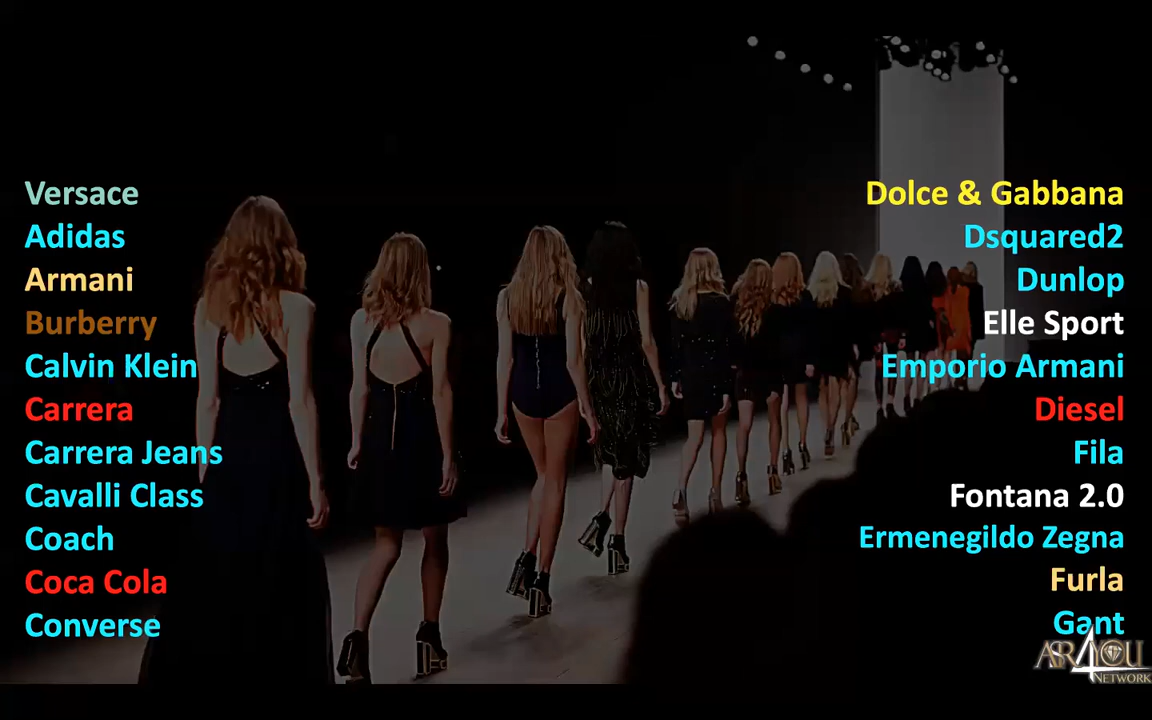 Versace
Adidas
Armani
Burberry
Calvin Klein
Carrera
Carrera Jeans
Cavalli Class
Coach
Coca Cola
Converse
Dolce & Gabbana
Dsquared2
Dunlop
Elle Sport
Emporio Armani
Diesel
Fila
Fontana 2.0
Ermenegildo Zegna
Furla
Gant
NETWORK